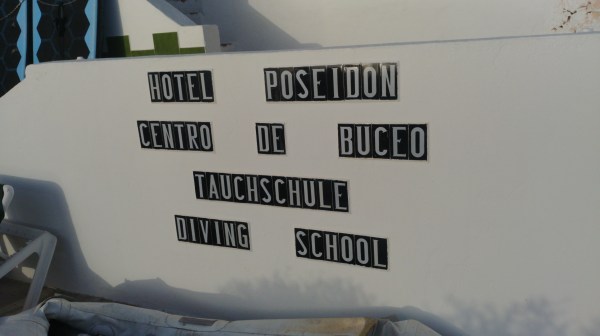 HOTEL POSEIDON
CENTRO DE BUCEO
TAUCHSCHULE
DIVING SCHOOL